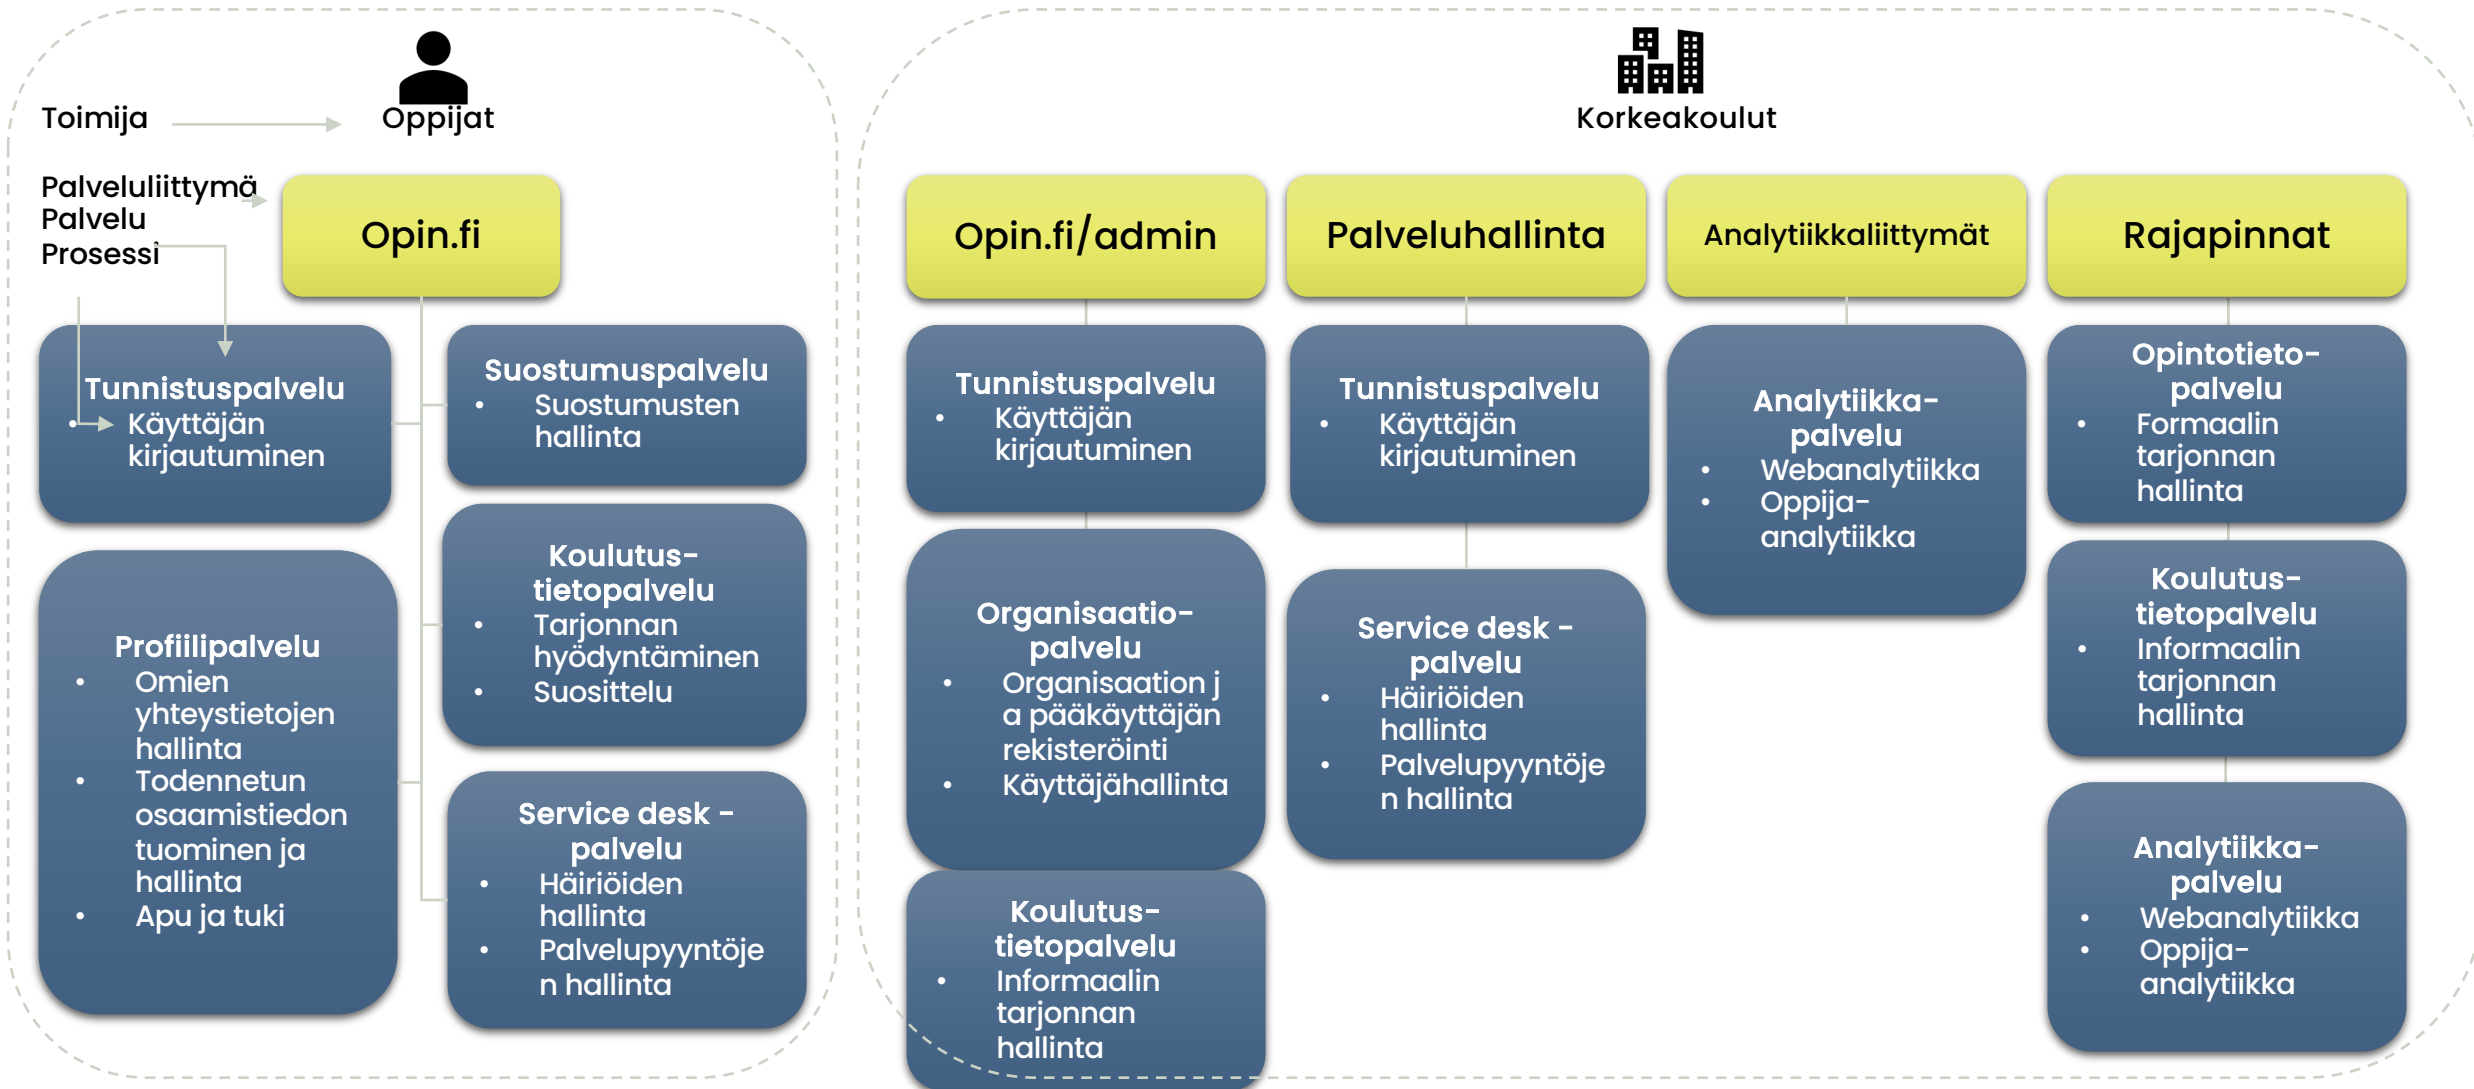 Toimija
Oppijat
Palveluliittymä
Palvelu
Prosessi
Opin.fi
Tunnistuspalvelu
• Käyttäjän
kirjautuminen
Profiilipalvelu
• Omien
yhteystietojen
hallinta
• Todennetun
osaamistiedon
tuominen ja
hallinta
• Apu ja tuki
Suostumuspalvelu
• Suostumusten
hallinta
Koulutus-
tietopalvelu
• Tarjonnan
hyödyntäminen
• Suosittelu
Service desk -
palvelu
• Häiriöiden
hallinta
• Palvelupyyntöje
n hallinta
Korkeakoulut
Opin.fi/admin
Tunnistuspalvelu
• Käyttäjän
kirjautuminen
Organisaatio-
palvelu
• Organisaation j
a pääkäyttäjän
rekisteröinti
• Käyttäjähallinta
Koulutus-
tietopalvelu
• Informaalin
tarjonnan
hallinta
Palveluhallinta
Tunnistuspalvelu
• Käyttäjän
kirjautuminen
Service desk -
palvelu
• Häiriöiden
hallinta
• Palvelupyyntöje
n hallinta
Analytiikkaliittymät
Analytiikka-
palvelu
• Webanalytiikka
• Oppija-
analytiikka
Rajapinnat
Opintotieto-
palvelu
• Formaalin
tarjonnan
hallinta
Koulutus-
tietopalvelu
• Informaalin
tarjonnan
hallinta
Analytiikka-
palvelu
• Webanalytiikka
• Oppija-
analytiikka